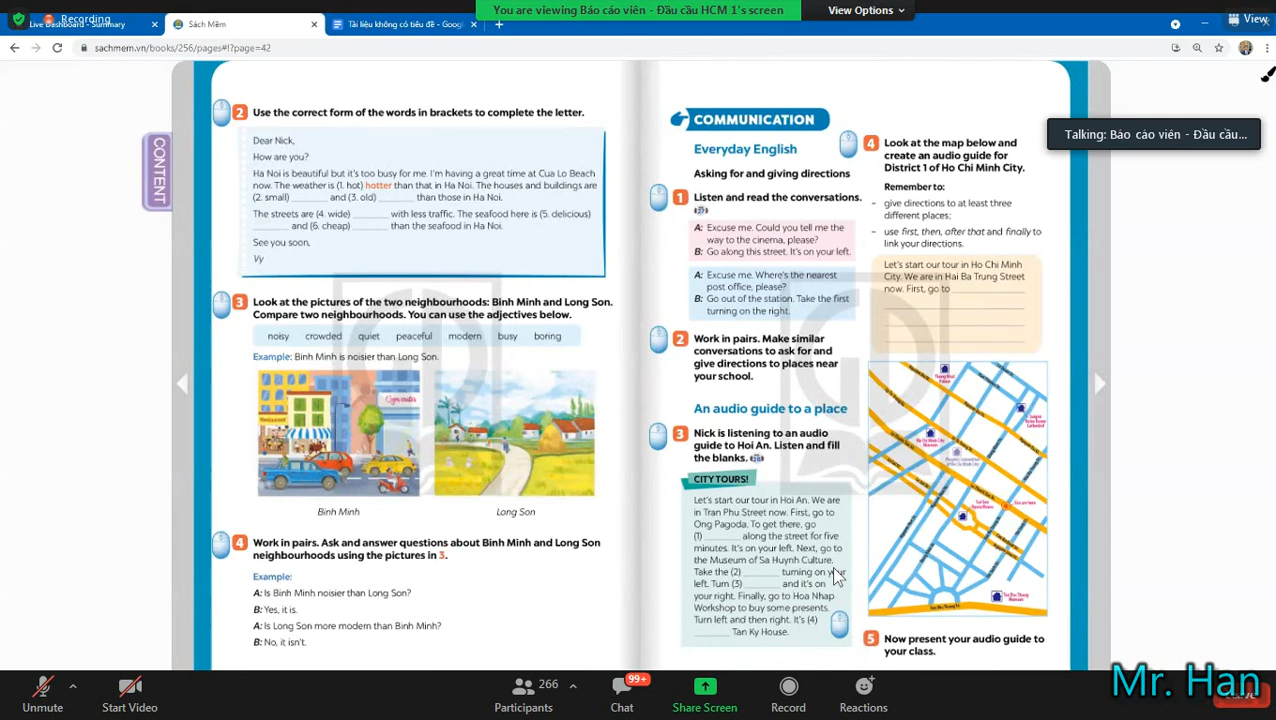 You are viewing Báo cáo viên - Đầu cầu HCM 1's screen
View Options
Recording
Live Dashboard - Summary
Sách Mềm
Tài liệu không có tiêu đề - Goog
View
sachmem.vn/books/256/pages#!?page=42
Talking: Báo cáo viên - Đầu cầu...
CONTENT
2 Use the correct form of the words in brackets to complete the letter.
Dear Nick,
How are you?
Ha Noi is beautiful but it's too busy for me. I'm having a great time at Cua Lo Beach
now. The weather is (1. hot) hotter than that in Ha Noi. The houses and buildings are
(2. small) ________ and (3. old) ________ than those in Ha Noi.
The streets are (4. wide) ________ with less traffic. The seafood here is (5. delicious)
________ and (6. cheap) ________ than the seafood in Ha Noi.
See you soon,
Vy
3 Look at the pictures of the two neighbourhoods: Binh Minh and Long Son.
Compare two neighbourhoods. You can use the adjectives below.
noisy crowded quiet peaceful modern busy boring
Example: Binh Minh is noisier than Long Son.
Gym center
Restaurant
Binh Minh
Long Son
4 Work in pairs. Ask and answer questions about Binh Minh and Long Son
neighbourhoods using the pictures in 3.
Example:
A: Is Binh Minh noisier than Long Son?
B: Yes, it is.
A: Is Long Son more modern than Binh Minh?
B: No, it isn't.
COMMUNICATION
Everyday English
Asking for and giving directions
1 Listen and read the conversations.
A: Excuse me. Could you tell me the
way to the cinema, please?
B: Go along this street. It's on your left.
A: Excuse me. Where's the nearest
post office, please?
B: Go out of the station. Take the first
turning on the right.
2 Work in pairs. Make similar
conversations to ask for and
give directions to places near
your school.
An audio guide to a place
3 Nick is listening to an audio
guide to Hoi An. Listen and fill
the blanks.
CITY TOURS!
Let's start our tour in Hoi An. We are
in Tran Phu Street now. First, go to
Ong Pagoda. To get there, go
(1) ________ along the street for five
minutes. It's on your left. Next, go to
the Museum of Sa Huynh Culture.
Take the (2) ________ turning on your
left. Turn (3) ________ and it's on
your right. Finally, go to Hoa Nhap
Workshop to buy some presents.
Turn left and then right. It's (4)
________ Tan Ky House.
4 Look at the map below and
create an audio guide for
District 1 of Ho Chi Minh City.
Remember to:
- give directions to at least three
different places;
- use first, then, after that and finally to
link your directions.
Let's start our tour in Ho Chi Minh
City. We are in Hai Ba Trung Street
now. First, go to ________
You are here
5 Now present your audio guide to
your class.
Mr. Han
Unmute
Start Video
266
Participants
99+
Chat
Share Screen
Record
Reactions
Leave